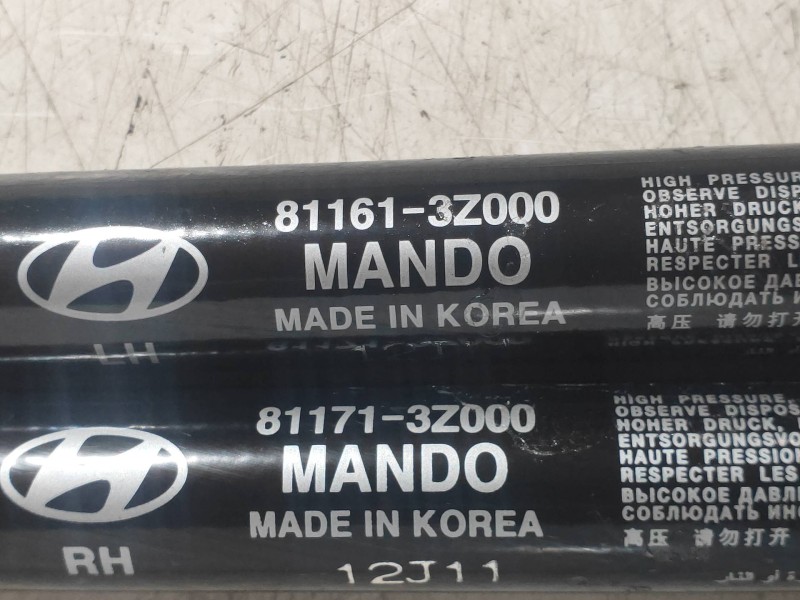 81161-3Z000
MANDO
MADE IN KOREA
LH
HIGH PRESSURE
OBSERVE DISP
HOHER DRUCK
ENTSORGUNGS
HAUTE PRESSI
RESPECTER LE
ВЫСОКОЕ ДАВ
СОБЛЮДАТЬ ИН
高压 请勿打开
81171-3Z000
MANDO
MADE IN KOREA
RH
12J11
HIGH PRESSURE,
OBSERVE DISPOS
HOHER DRUCK,
ENTSORGUNGSVO
HAUTE PRESSION
RESPECTER LES
ВЫСОКОЕ ДАВЛ
СОБЛЮДАТЬ ИНС
高压 请勿打开